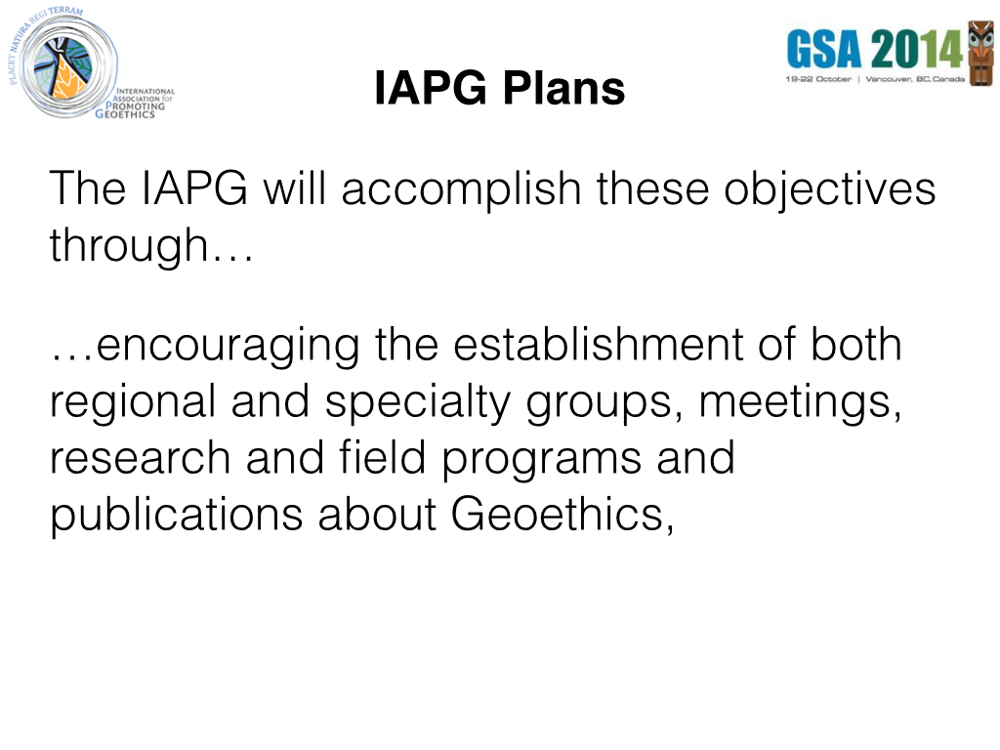 PLACET NATURA REGI TERRAM
INTERNATIONAL
ASSOCIATION for
PROMOTING
GEOETHICS
GSA 2014
19-22 October | Vancouver, BC, Canada
IAPG Plans
The IAPG will accomplish these objectives
through…
…encouraging the establishment of both
regional and specialty groups, meetings,
research and field programs and
publications about Geoethics,